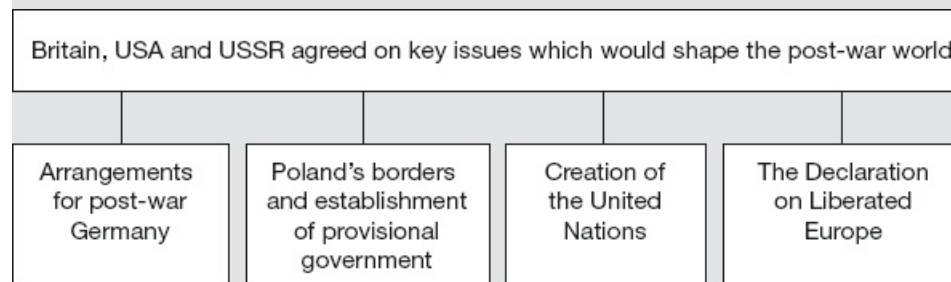 Britain, USA and USSR agreed on key issues which would shape the post-war world
Arrangements
for post-war
Germany
Poland's borders
and establishment
of provisional
government
Creation of
the United
Nations
The Declaration
on Liberated
Europe